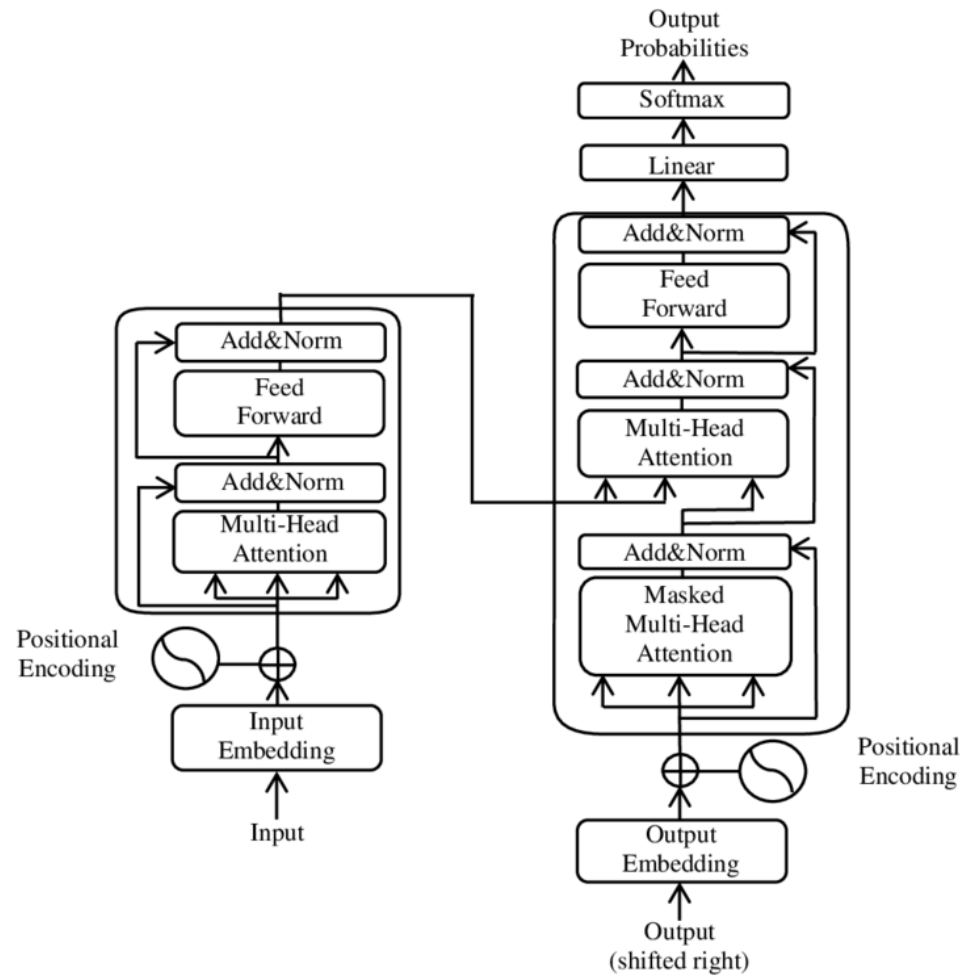 Output
Probabilities
Softmax
Linear
Add&Norm
Feed
Forward
Add&Norm
Multi-Head
Attention
Add&Norm
Masked
Multi-Head
Attention
Positional
Encoding
Output
Embedding
Output
(shifted right)
Add&Norm
Feed
Forward
Add&Norm
Multi-Head
Attention
Positional
Encoding
Input
Embedding
Input